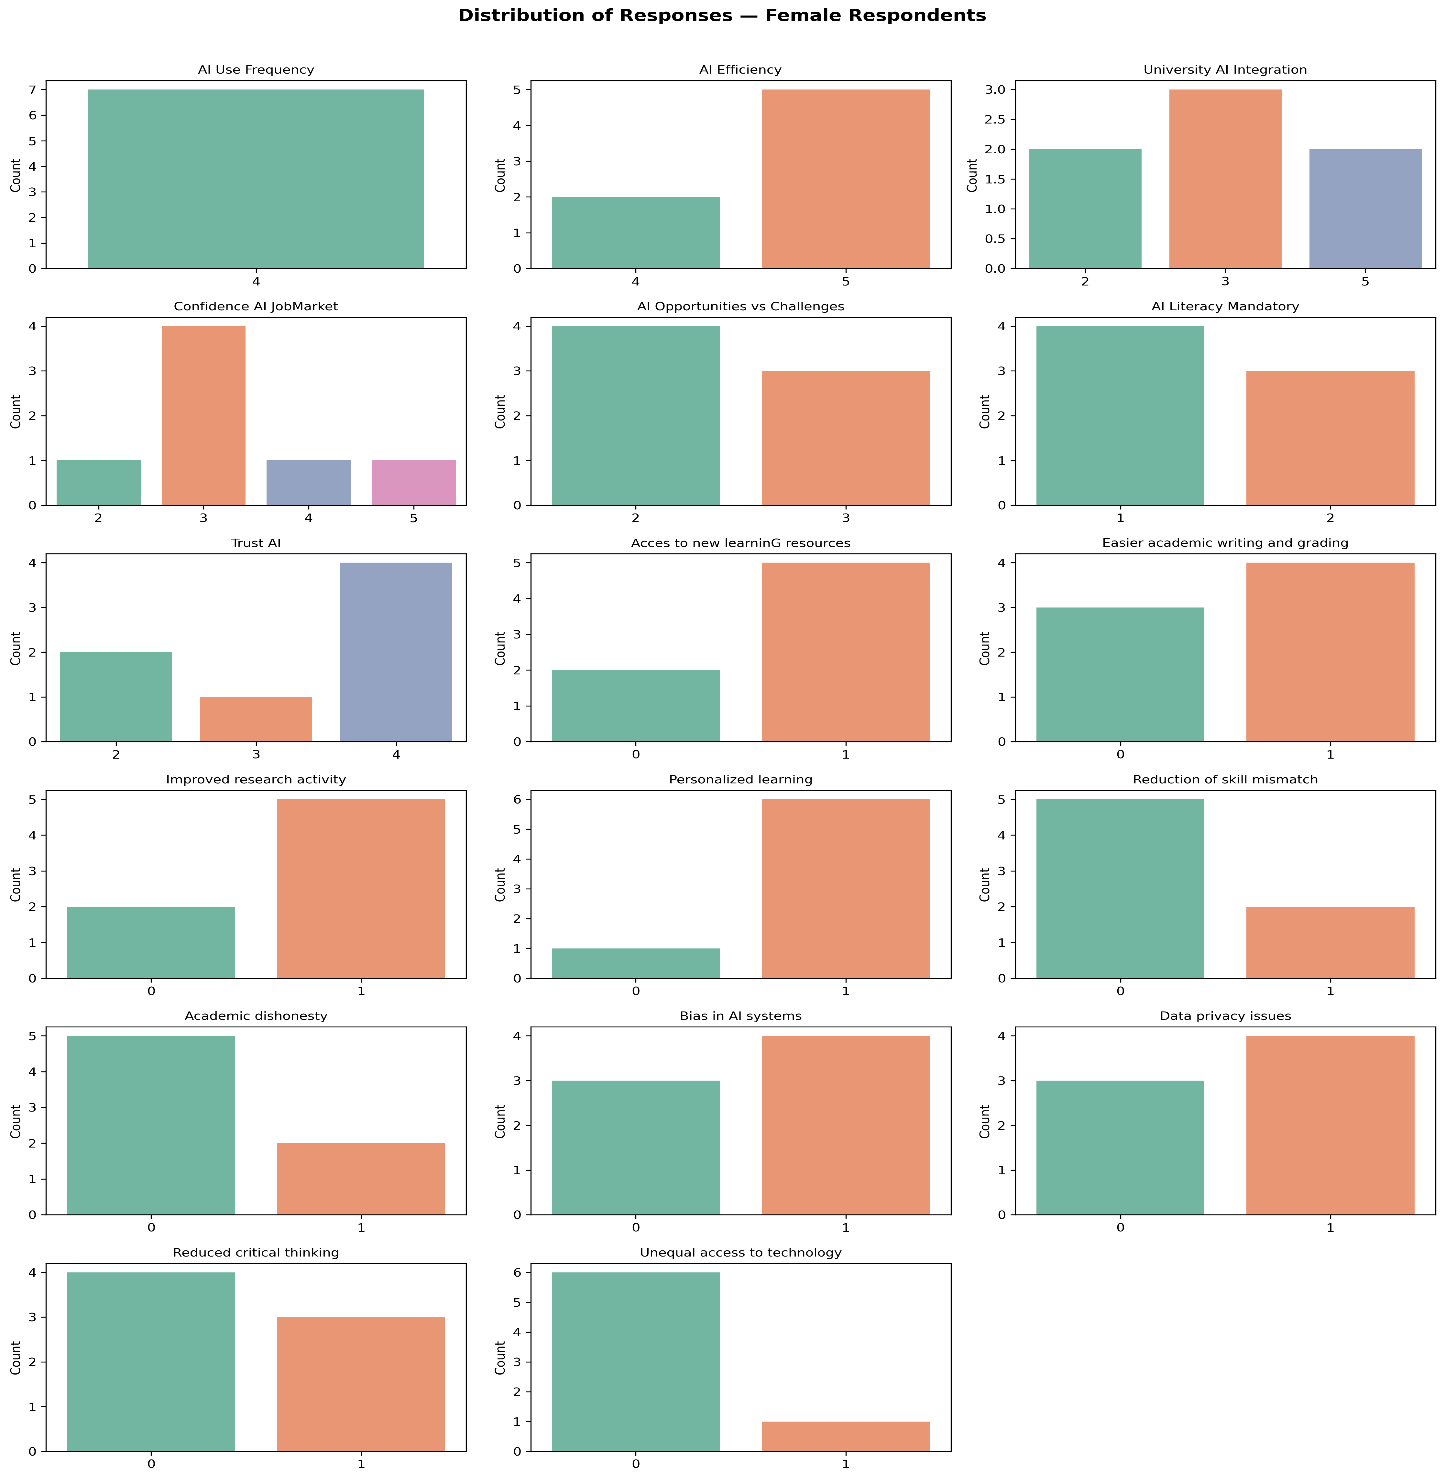 Distribution of Responses — Female Respondents
AI Use Frequency
AI Efficiency
University AI Integration
Count
7
6
5
4
3
2
1
0
4
Count
5
4
3
2
1
0
4 5
Count
3.0
2.5
2.0
1.5
1.0
0.5
0.0
2 3 5
Confidence AI JobMarket
AI Opportunities vs Challenges
AI Literacy Mandatory
Count
4
3
2
1
0
2 3 4 5
Count
4
3
2
1
0
2 3
Count
4
3
2
1
0
1 2
Trust AI
Acces to new learninG resources
Easier academic writing and grading
Count
4
3
2
1
0
2 3 4
Count
5
4
3
2
1
0
0 1
Count
4
3
2
1
0
0 1
Improved research activity
Personalized learning
Reduction of skill mismatch
Count
5
4
3
2
1
0
0 1
Count
6
5
4
3
2
1
0
0 1
Count
5
4
3
2
1
0
0 1
Academic dishonesty
Bias in AI systems
Data privacy issues
Count
5
4
3
2
1
0
0 1
Count
4
3
2
1
0
0 1
Count
4
3
2
1
0
0 1
Reduced critical thinking
Unequal access to technology
Count
4
3
2
1
0
0 1
Count
6
5
4
3
2
1
0
0 1